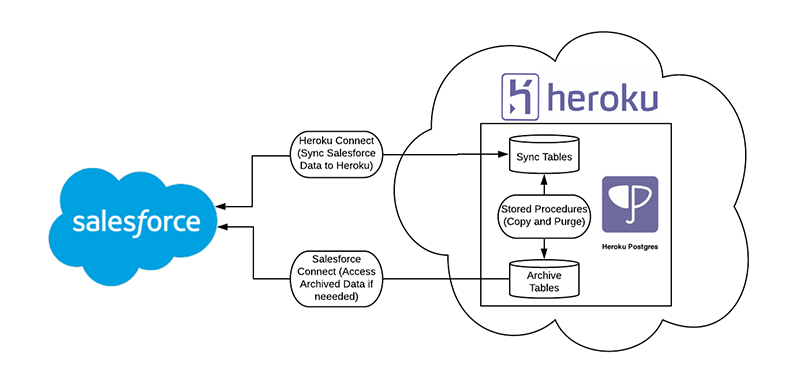 heroku
Heroku Connect
(Sync Salesforce
Data to Heroku)
Sync Tables
salesforce
Stored Procedures
(Copy and Purge)
Heroku Postgres
Salesforce
Connect (Access
Archived Data if
neeeded)
Archive
Tables